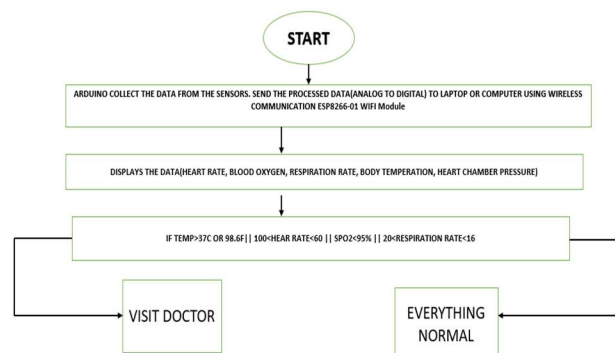 START
ARDUINO COLLECT THE DATA FROM THE SENSORS. SEND THE PROCESSED DATA(ANALOG TO DIGITAL) TO LAPTOP OR COMPUTER USING WIRELESS
COMMUNICATION ESP8266-01 WIFI Module
DISPLAYS THE DATA(HEART RATE, BLOOD OXYGEN, RESPIRATION RATE, BODY TEMPERATION, HEART CHAMBER PRESSURE)
IF TEMP>37C OR 98.6F|| 100<HEAR RATE<60 || SPO2<95% || 20<RESPIRATION RATE<16
VISIT DOCTOR
EVERYTHING
NORMAL